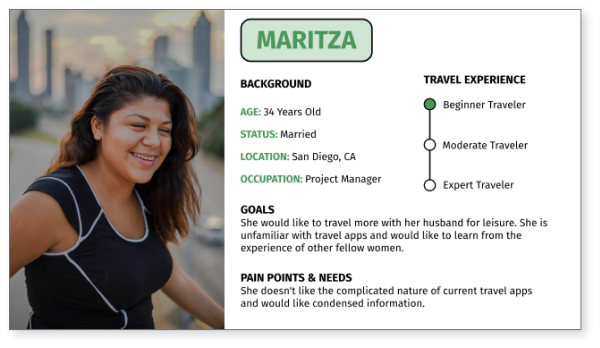 MARITZA
BACKGROUND
AGE: 34 Years Old
STATUS: Married
LOCATION: San Diego, CA
OCCUPATION: Project Manager
TRAVEL EXPERIENCE
Beginner Traveler
Moderate Traveler
Expert Traveler
GOALS
She would like to travel more with her husband for leisure. She is
unfamiliar with travel apps and would like to learn from the
experience of other fellow women.
PAIN POINTS & NEEDS
She doesn't like the complicated nature of current travel apps
and would like condensed information.